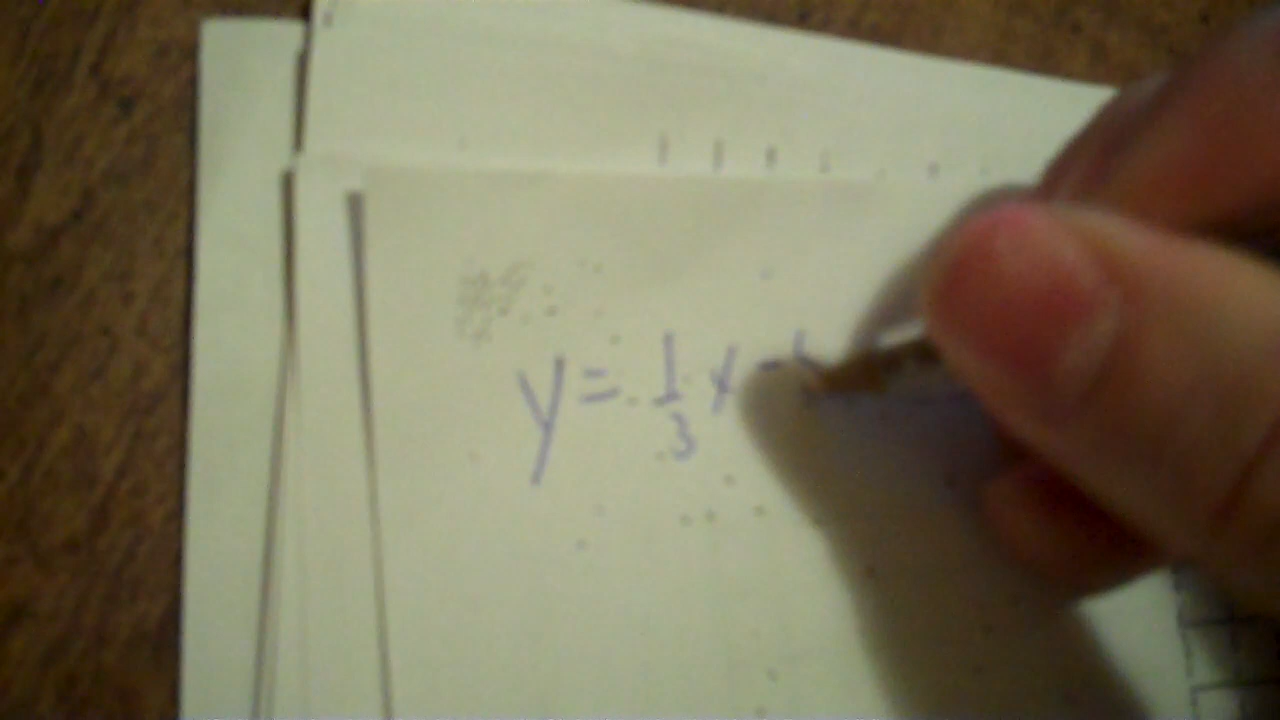 y = 1/3 x -